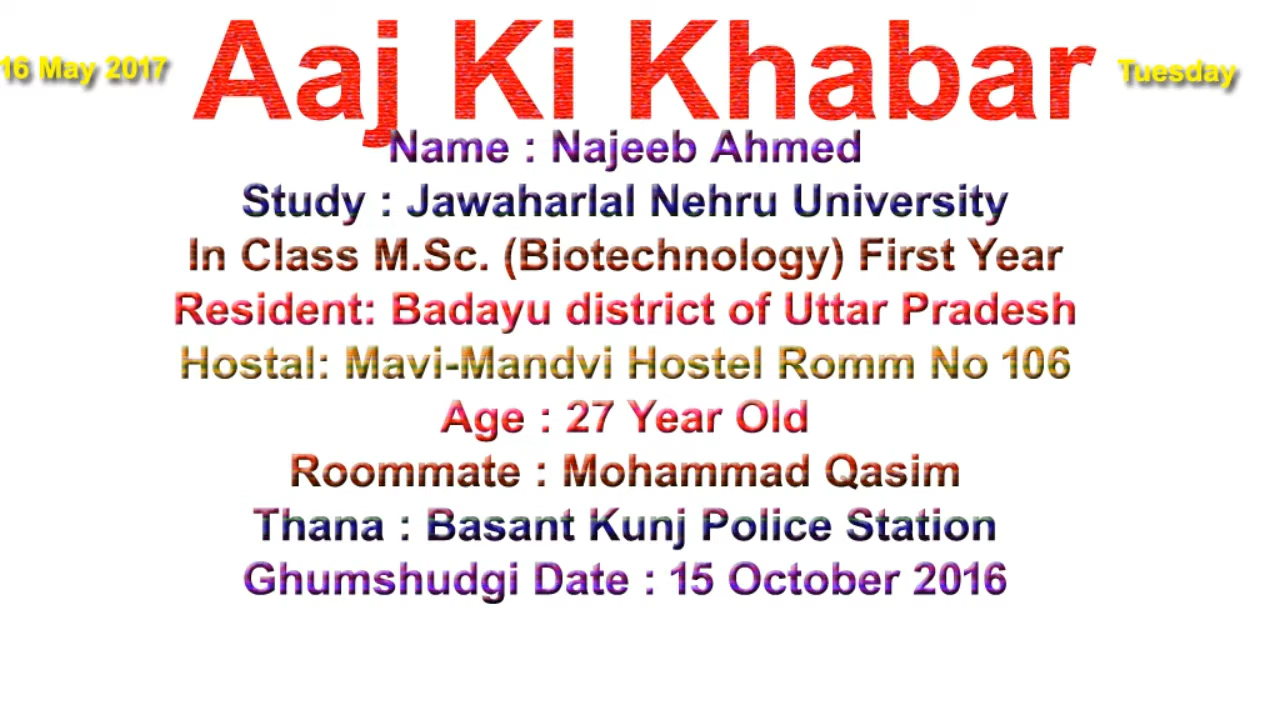 16 May 2017
Aaj Ki Khabar
Tuesday
Name : Najeeb Ahmed
Study : Jawaharlal Nehru University
In Class M.Sc. (Biotechnology) First Year
Resident: Badayu district of Uttar Pradesh
Hostal: Mavi-Mandvi Hostel Romm No 106
Age : 27 Year Old
Roommate : Mohammad Qasim
Thana : Basant Kunj Police Station
Ghumshudgi Date : 15 October 2016